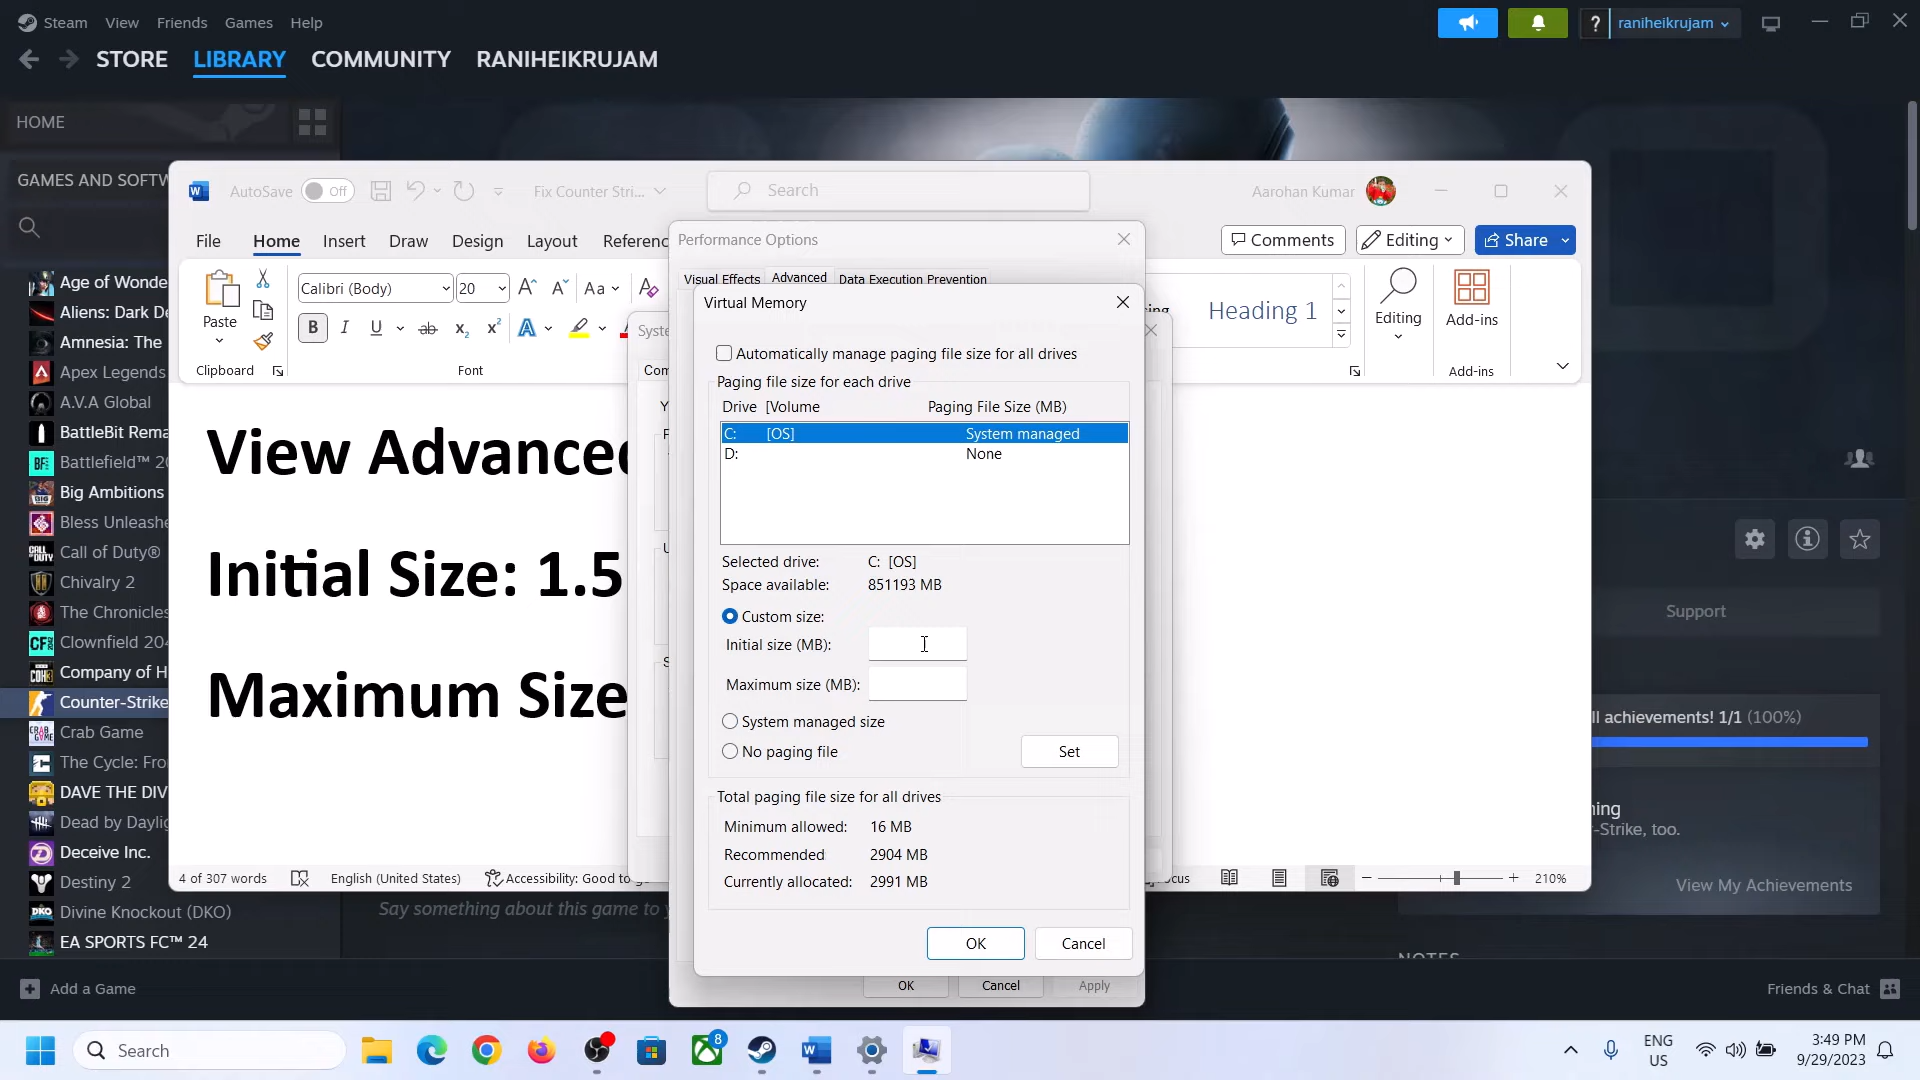 Steam View Friends Games Help
raniheikrujam
STORE LIBRARY COMMUNITY RANIHEIKRUJAM
HOME
GAMES AND SOFTW
Age of Wonde
Aliens: Dark De
Amnesia: The
Apex Legends
A.V.A Global
BattleBit Rema
Battlefield™ 20
Big Ambitions
Bless Unleashe
Call of Duty®
Chivalry 2
The Chronicles
Clownfield 204
Company of H
Counter-Strike
Crab Game
The Cycle: Fro
DAVE THE DIV
Dead by Daylig
Deceive Inc.
Destiny 2
Divine Knockout (DKO)
EA SPORTS FC™ 24
Add a Game
AutoSave Off Fix Counter Stri... Search Aarohan Kumar
File Home Insert Draw Design Layout Referenc
Comments Editing Share
Paste
Clipboard
Calibri (Body) 20
Font
Heading 1
Editing
Add-ins
Add-ins
View Advanced
Initial Size: 1.5
Maximum Size
4 of 307 words English (United States) Accessibility: Good to 210%
Performance Options
Visual Effects Advanced Data Execution Prevention
Virtual Memory
Automatically manage paging file size for all drives
Paging file size for each drive
Drive [Volume Paging File Size (MB)
C: [OS] System managed
D: None
Selected drive: C: [OS]
Space available: 851193 MB
Custom size:
Initial size (MB):
Maximum size (MB):
System managed size
No paging file
Set
Total paging file size for all drives
Minimum allowed: 16 MB
Recommended 2904 MB
Currently allocated: 2991 MB
OK Cancel
OK Cancel Apply
Support
ll achievements! 1/1 (100%)
-Strike, too.
View My Achievements
Say something about this game to y
NOTES
Friends & Chat
Search
8
ENG
US
3:49 PM
9/29/2023